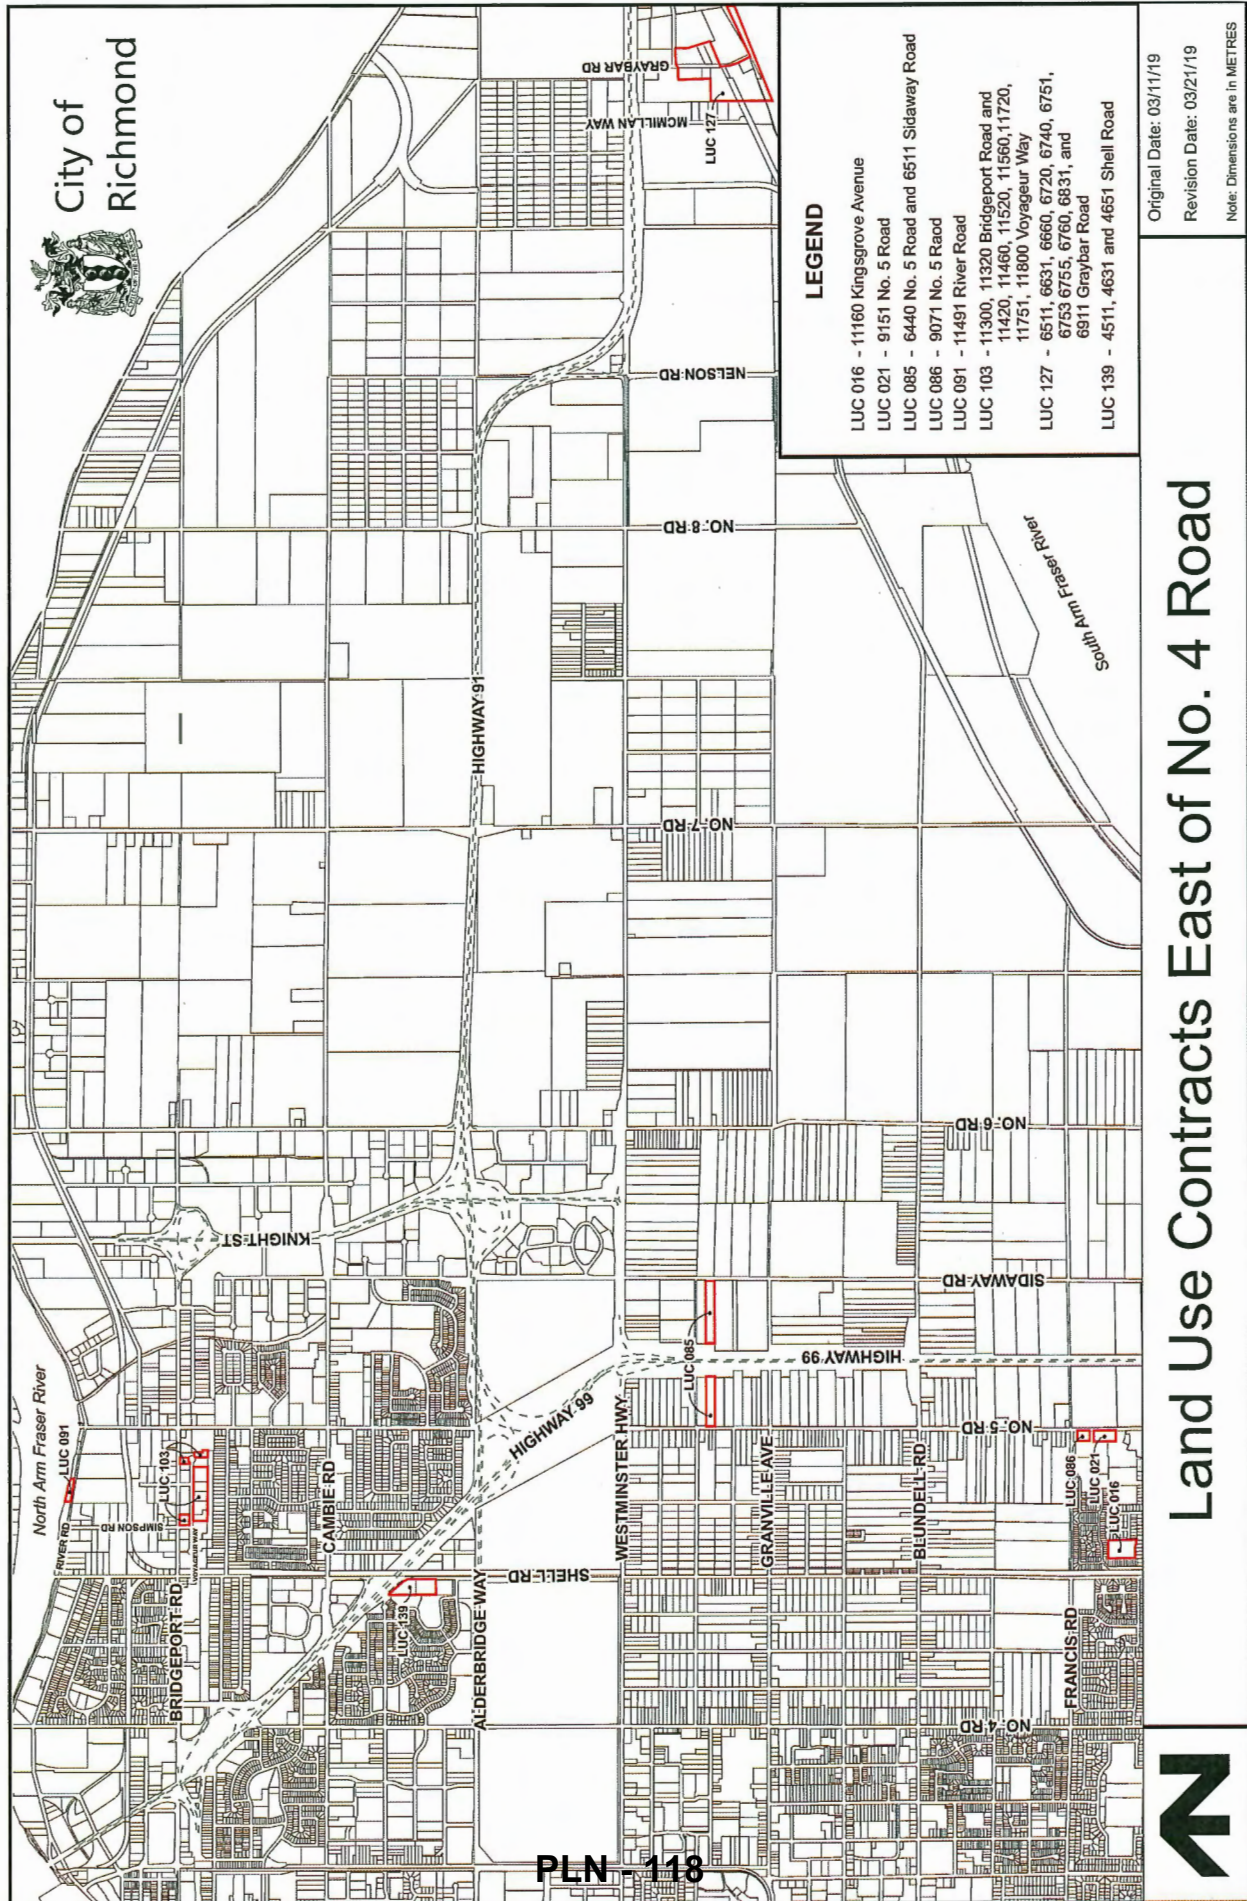 City of
Richmond
North Arm Fraser River
RIVER RD
LUC 091
SIMPSON RD
LUC 103
VOYAGEUR WAY
BRIDGEPORT RD
KNIGHT ST
CAMBIE RD
LUC 139
SHELL RD
ALDERBRIDGE WAY
HIGHWAY 99
HIGHWAY 91
WESTMINSTER HWY
LUC 085
GRANVILLE AVE
HIGHWAY 99
BLUNDELL RD
SIDAWAY RD
NO. 4 RD
NO. 5 RD
NO. 6 RD
NO. 7 RD
NO. 8 RD
NELSON RD
MCMILLAN WAY
GRAYBAR RD
LUC 127
FRANCIS RD
LUC 086
LUC 021
LUC 016
South Arm Fraser River
LEGEND
LUC 016 - 11160 Kingsgrove Avenue
LUC 021 - 9151 No. 5 Road
LUC 085 - 6440 No. 5 Road and 6511 Sidaway Road
LUC 086 - 9071 No. 5 Raod
LUC 091 - 11491 River Road
LUC 103 - 11300, 11320 Bridgeport Road and
11420, 11460, 11520, 11560,11720,
11751, 11800 Voyageur Way
LUC 127 - 6511, 6631, 6660, 6720, 6740, 6751,
6753 6755, 6760, 6831, and
6911 Graybar Road
LUC 139 - 4511, 4631 and 4651 Shell Road
Land Use Contracts East of No. 4 Road
Original Date: 03/11/19
Revision Date: 03/21/19
Note: Dimensions are in METRES
N
PLN - 118